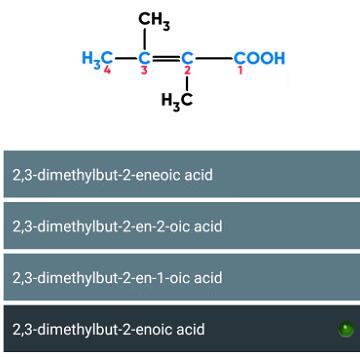 CH₃
H₃C C C COOH
4 3 2 1
H₃C
2,3-dimethylbut-2-eneoic acid
2,3-dimethylbut-2-en-2-oic acid
2,3-dimethylbut-2-en-1-oic acid
2,3-dimethylbut-2-enoic acid